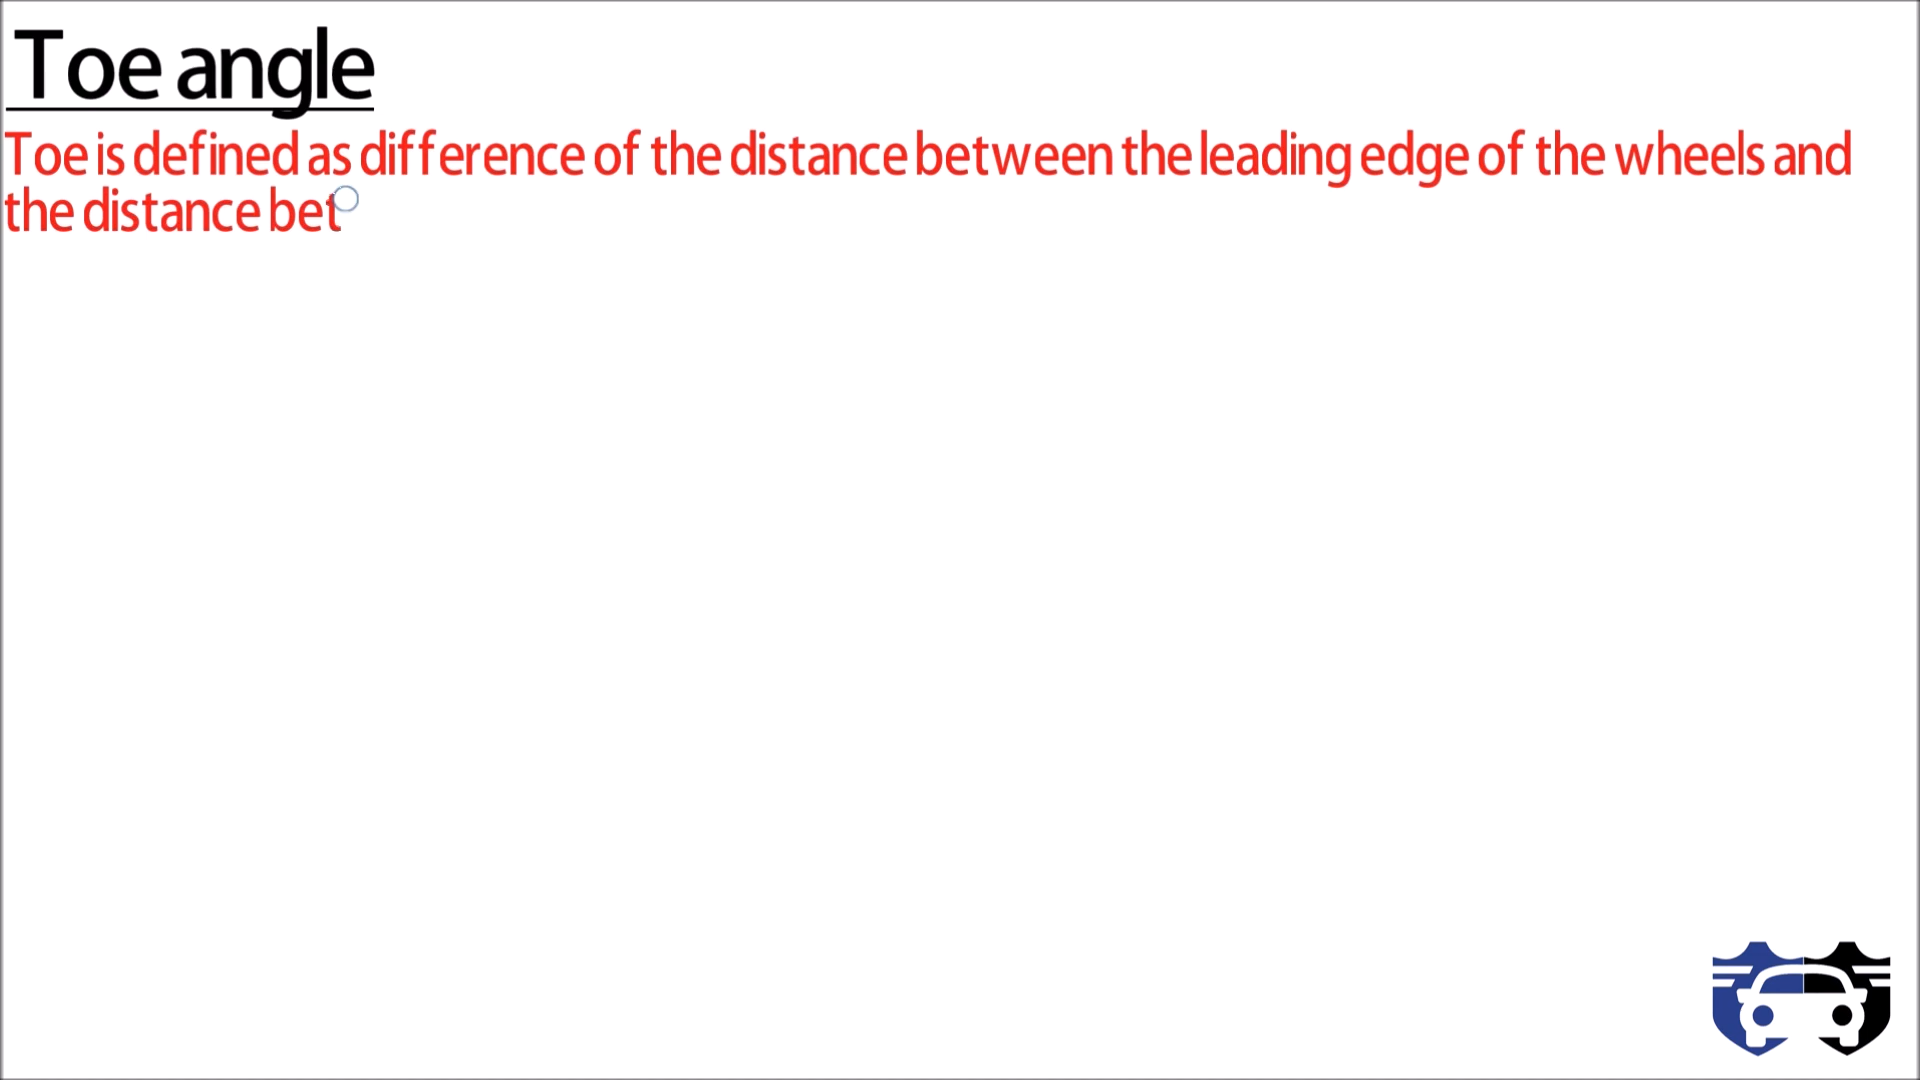 Toe angle
Toe is defined as difference of the distance between the leading edge of the wheels and
the distance bet